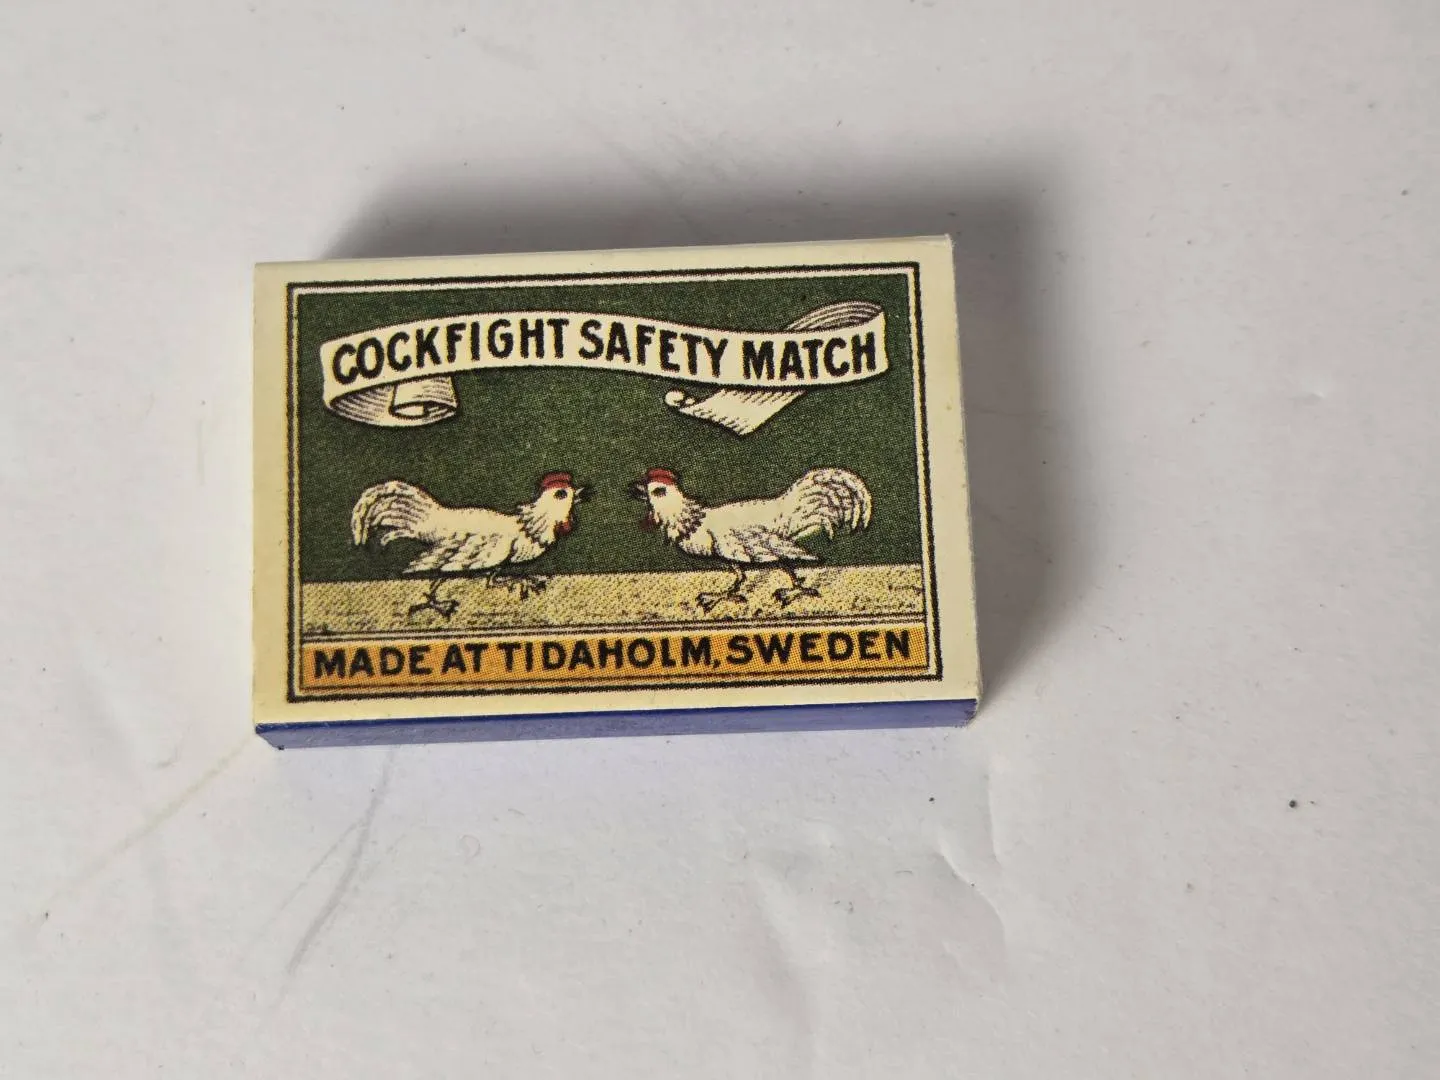 COCKFIGHT SAFETY MATCH
MADE AT TIDAHOLM, SWEDEN